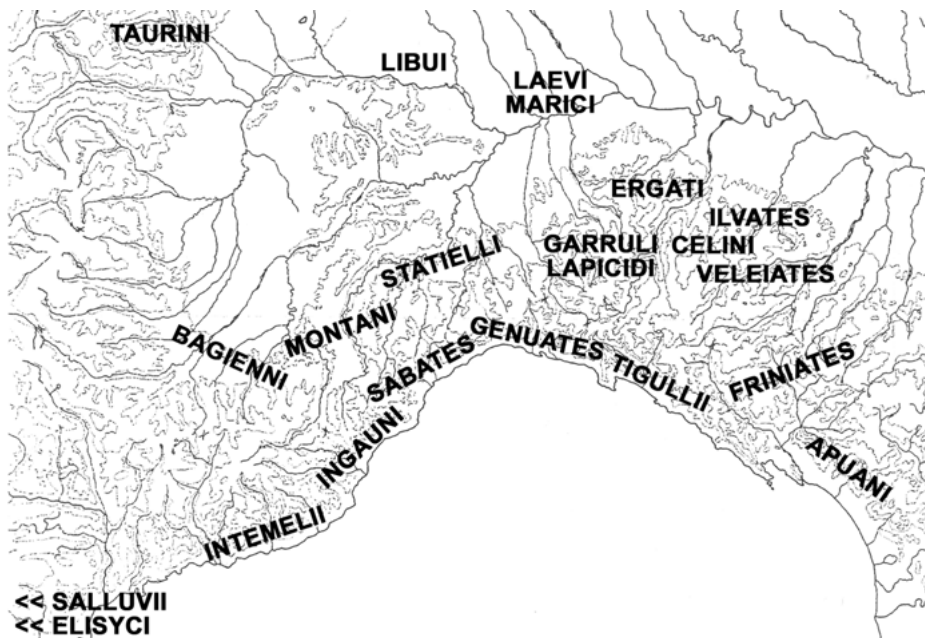 TAURINI
LIBUI
LAEVI
MARICI
ERGATI
ILVATES
GARRULI
CELINI
LAPICIDI
VELEIATES
STATIELLI
MONTANI
BAGIENNI
SABATES
GENUATES
TIGULLII
FRINIATES
INGAUNI
APUANI
INTEMELII
<< SALLUVII
<< ELISYCI